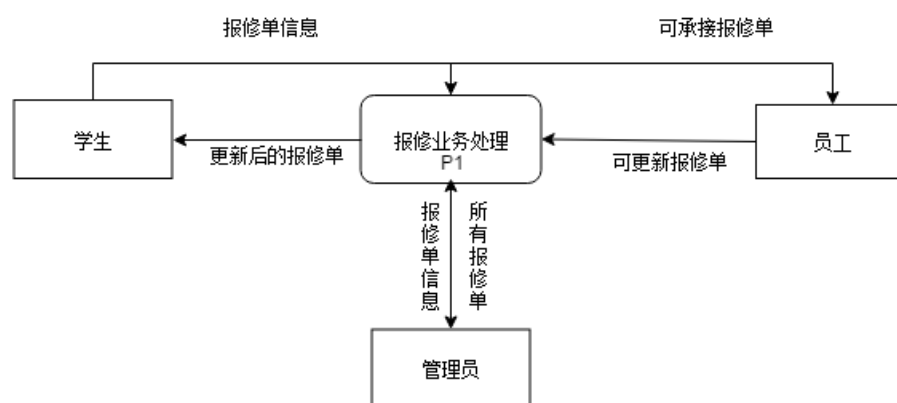 报修单信息
可承接报修单
学生
报修业务处理
P1
员工
更新后的报修单
可更新报修单
报修单信息
所有报修单
管理员